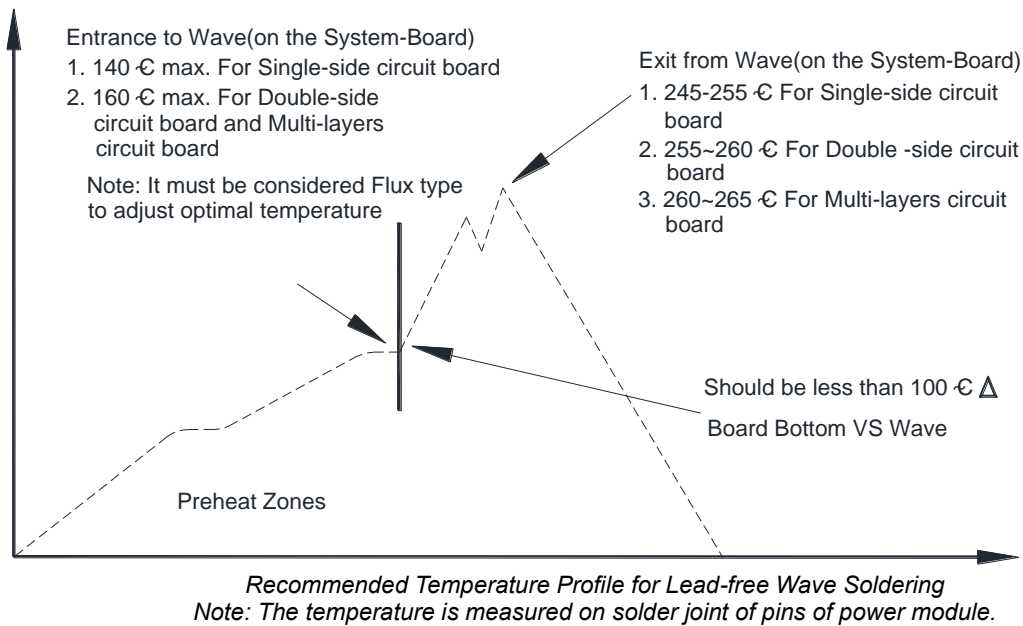 Entrance to Wave(on the System-Board)
1. 140 °C max. For Single-side circuit board
2. 160 °C max. For Double-side
circuit board and Multi-layers
circuit board
Note: It must be considered Flux type
to adjust optimal temperature
Exit from Wave(on the System-Board)
1. 245-255 °C For Single-side circuit
board
2. 255~260 °C For Double -side circuit
board
3. 260~265 °C For Multi-layers circuit
board
Should be less than 100 °C Δ
Board Bottom VS Wave
Preheat Zones
Recommended Temperature Profile for Lead-free Wave Soldering
Note: The temperature is measured on solder joint of pins of power module.